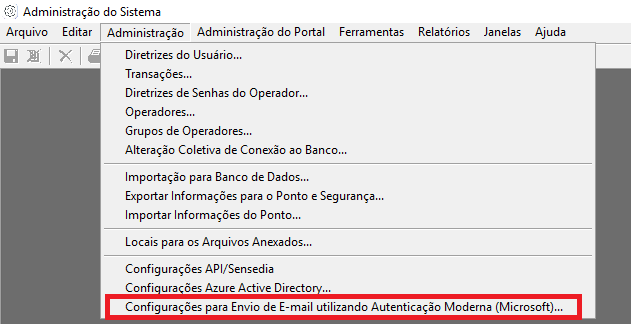 Administração do Sistema
Arquivo Editar Administração Administração do Portal Ferramentas Relatórios Janelas Ajuda
Diretrizes do Usuário...
Transações...
Diretrizes de Senhas do Operador...
Operadores...
Grupos de Operadores...
Alteração Coletiva de Conexão ao Banco...
Importação para Banco de Dados...
Exportar Informações para o Ponto e Segurança...
Importar Informações do Ponto...
Locais para os Arquivos Anexados...
Configurações API/Sensedia
Configurações Azure Active Directory...
Configurações para Envio de E-mail utilizando Autenticação Moderna (Microsoft)...